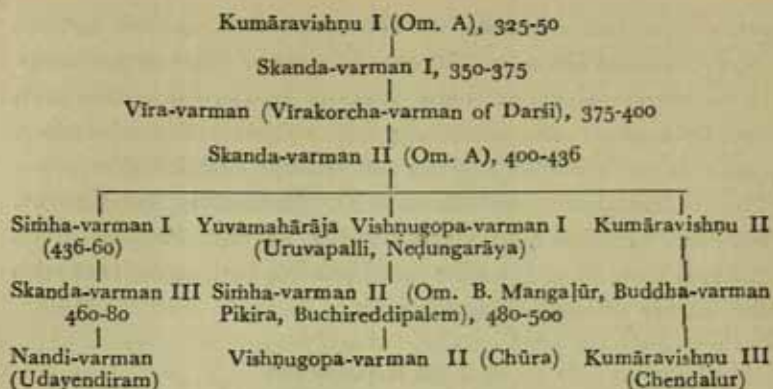 Kumāravishṇu I (Om. A), 325-50
Skanda-varman I, 350-375
Vīra-varman (Vīrakorcha-varman of Darśi), 375-400
Skanda-varman II (Om. A), 400-436
Siṁha-varman I Yuvamahārāja Vishṇugopa-varman I Kumāravishṇu II
(436-60) (Uruvapalli, Neḍungarāya)
Skanda-varman III Siṁha-varman II (Om. B. Mangaḷūr, Buddha-varman
460-80 Pikira, Buchireddipalem), 480-500
Nandi-varman Vishṇugopa-varman II (Chūra) Kumāravishṇu III
(Udayendiram) (Chendalur)